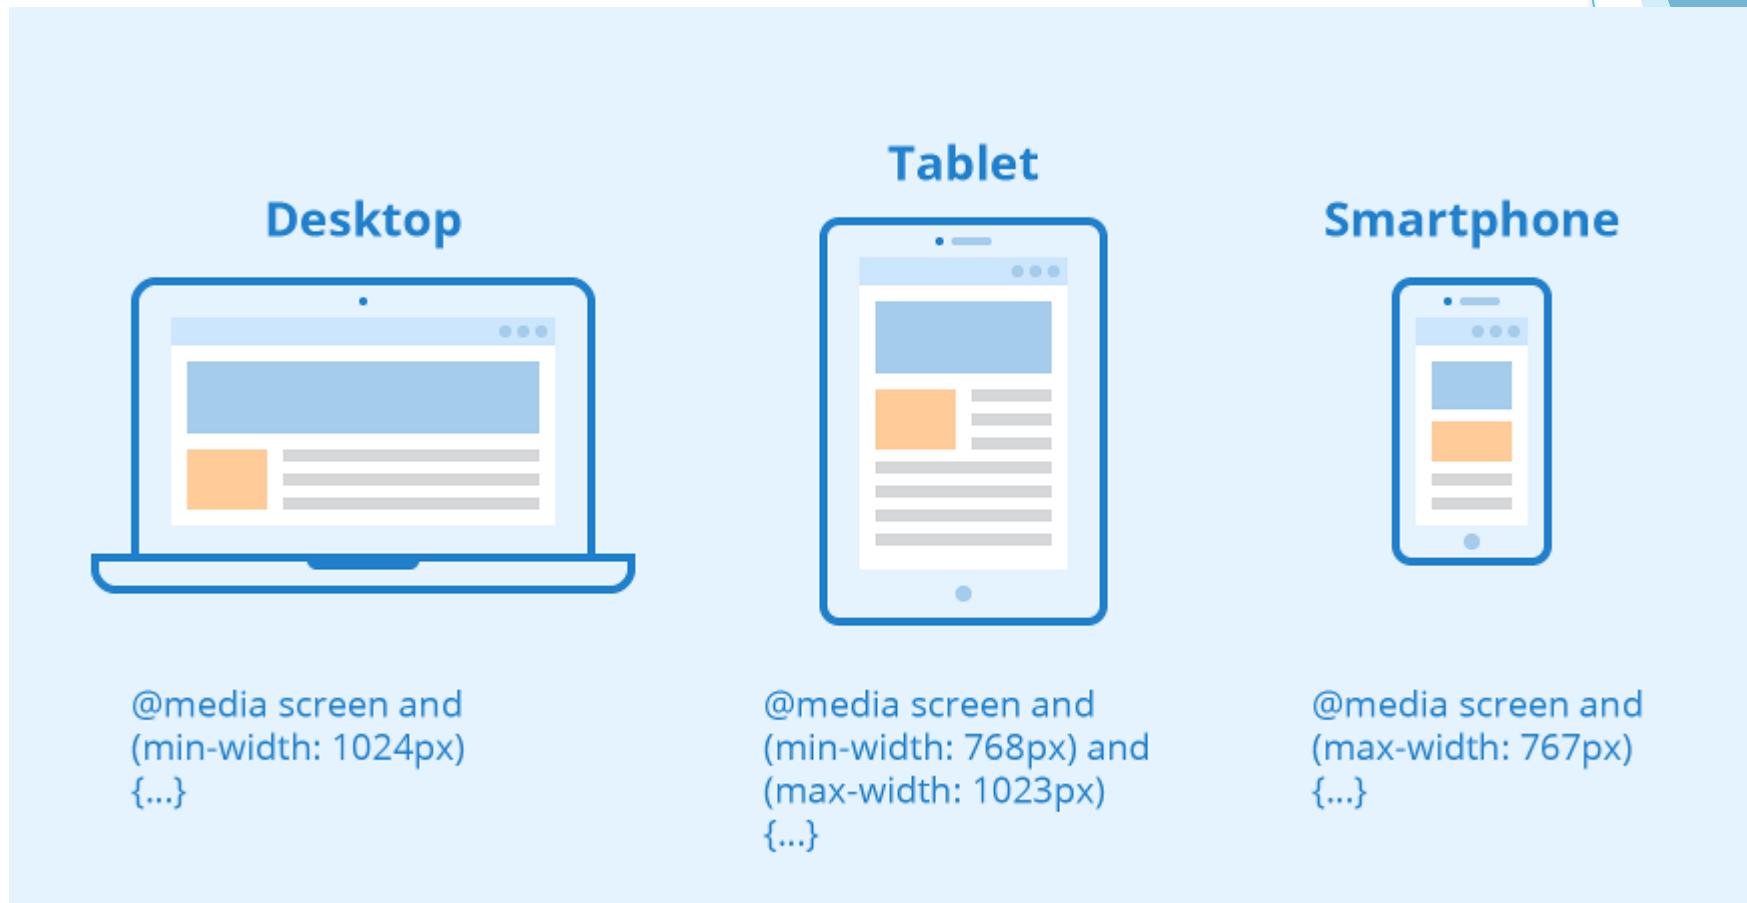 Desktop
@media screen and
(min-width: 1024px)
{...}
Tablet
@media screen and
(min-width: 768px) and
(max-width: 1023px)
{...}
Smartphone
@media screen and
(max-width: 767px)
{...}